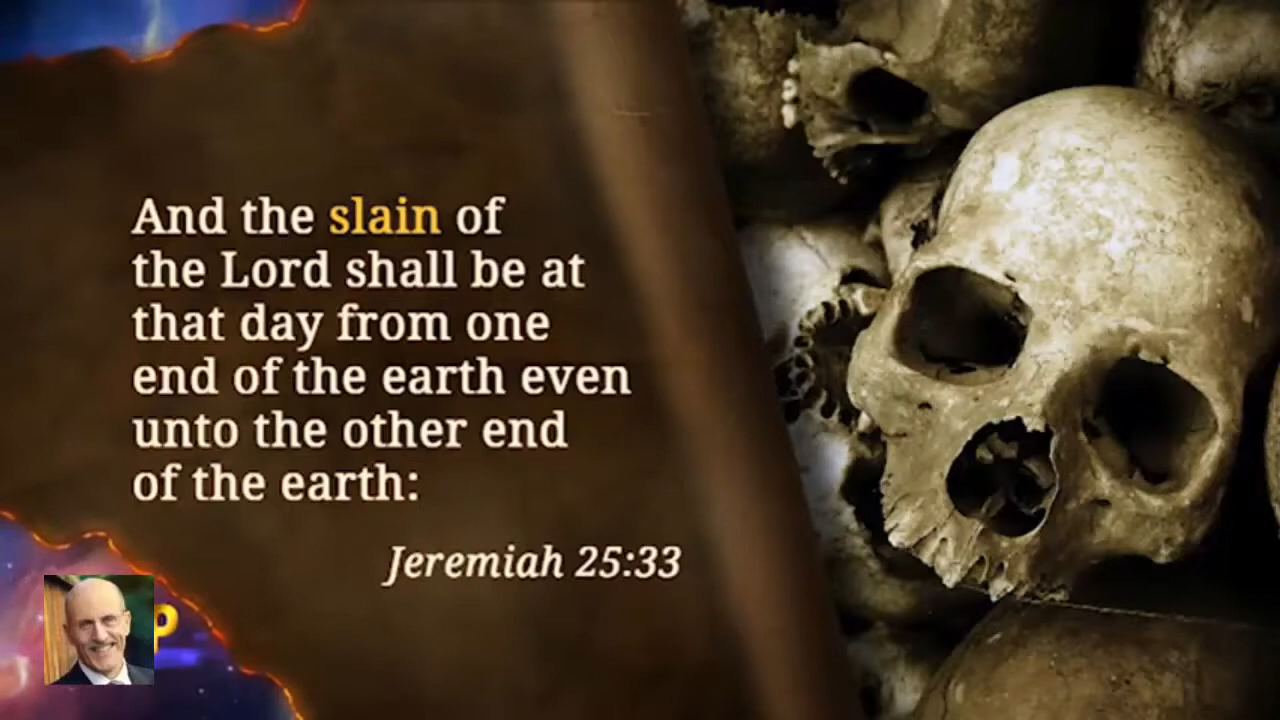 And the slain of
the Lord shall be at
that day from one
end of the earth even
unto the other end
of the earth:
Jeremiah 25:33